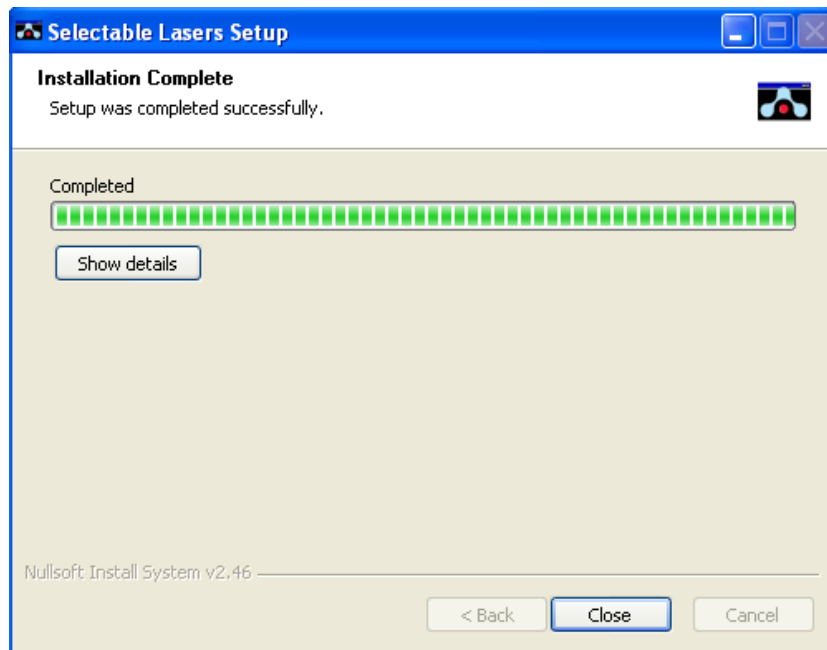 Selectable Lasers Setup
Installation Complete
Setup was completed successfully.
Completed
Show details
Nullsoft Install System v2.46
< Back
Close
Cancel